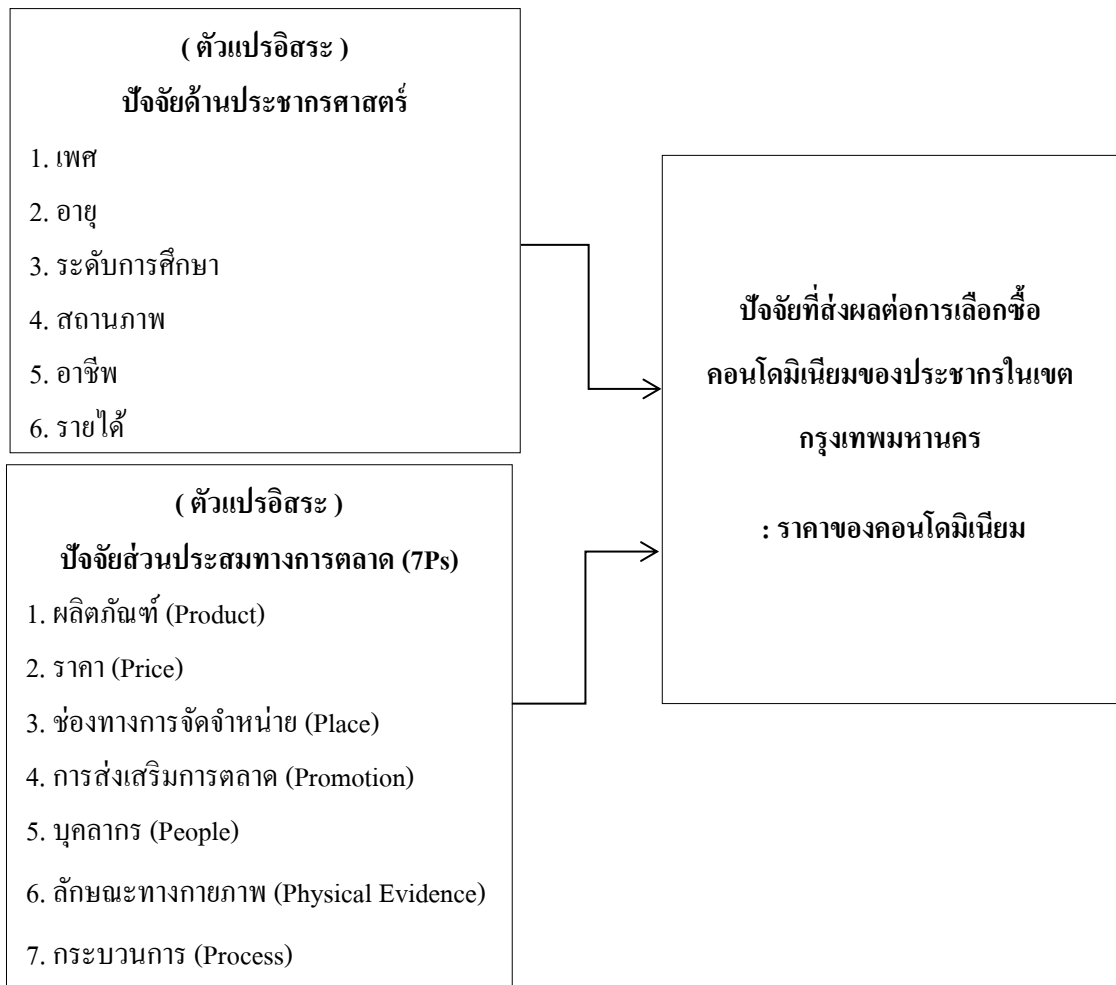 ( ตัวแปรอิสระ )
ปัจจัยด้านประชากรศาสตร์
1. เพศ
2. อายุ
3. ระดับการศึกษา
4. สถานภาพ
5. อาชีพ
6. รายได้
( ตัวแปรอิสระ )
ปัจจัยส่วนประสมทางการตลาด (7Ps)
1. ผลิตภัณฑ์ (Product)
2. ราคา (Price)
3. ช่องทางการจัดจำหน่าย (Place)
4. การส่งเสริมการตลาด (Promotion)
5. บุคลากร (People)
6. ลักษณะทางกายภาพ (Physical Evidence)
7. กระบวนการ (Process)
ปัจจัยที่ส่งผลต่อการเลือกซื้อ
คอนโดมิเนียมของประชากรในเขต
กรุงเทพมหานคร
: ราคาของคอนโดมิเนียม